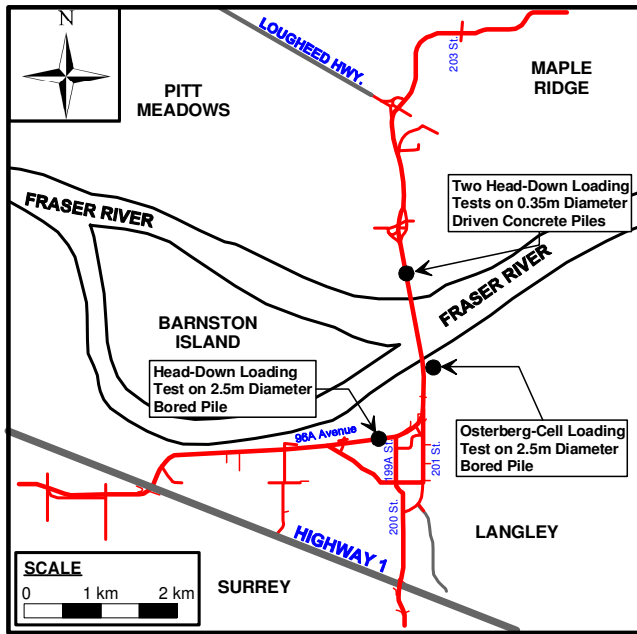 LOUGHEED HWY.
203 St.
MAPLE
RIDGE
PITT
MEADOWS
Two Head-Down Loading
Tests on 0.35m Diameter
Driven Concrete Piles
FRASER RIVER
FRASER RIVER
BARNSTON
ISLAND
Head-Down Loading
Test on 2.5m Diameter
Bored Pile
96A Avenue
199A St.
201 St.
Osterberg-Cell Loading
Test on 2.5m Diameter
Bored Pile
200 St.
HIGHWAY 1
LANGLEY
SURREY
SCALE
0 1 km 2 km